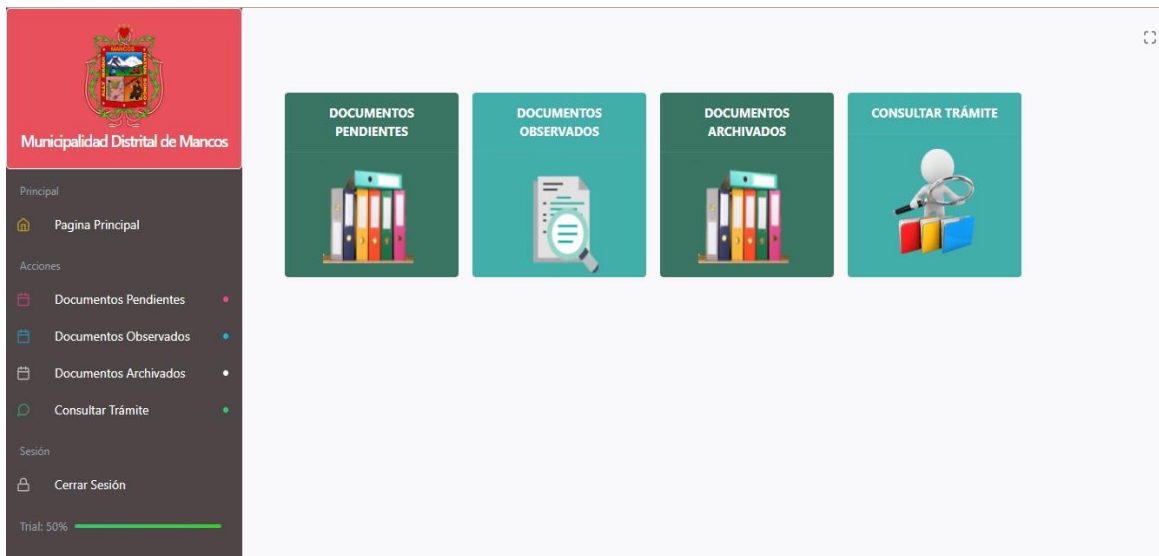 MANCOS
Municipalidad Distrital de Mancos
Principal
Pagina Principal
Acciones
Documentos Pendientes
Documentos Observados
Documentos Archivados
Consultar Trámite
Sesión
Cerrar Sesión
Trial: 50%
DOCUMENTOS
PENDIENTES
DOCUMENTOS
OBSERVADOS
DOCUMENTOS
ARCHIVADOS
CONSULTAR TRÁMITE